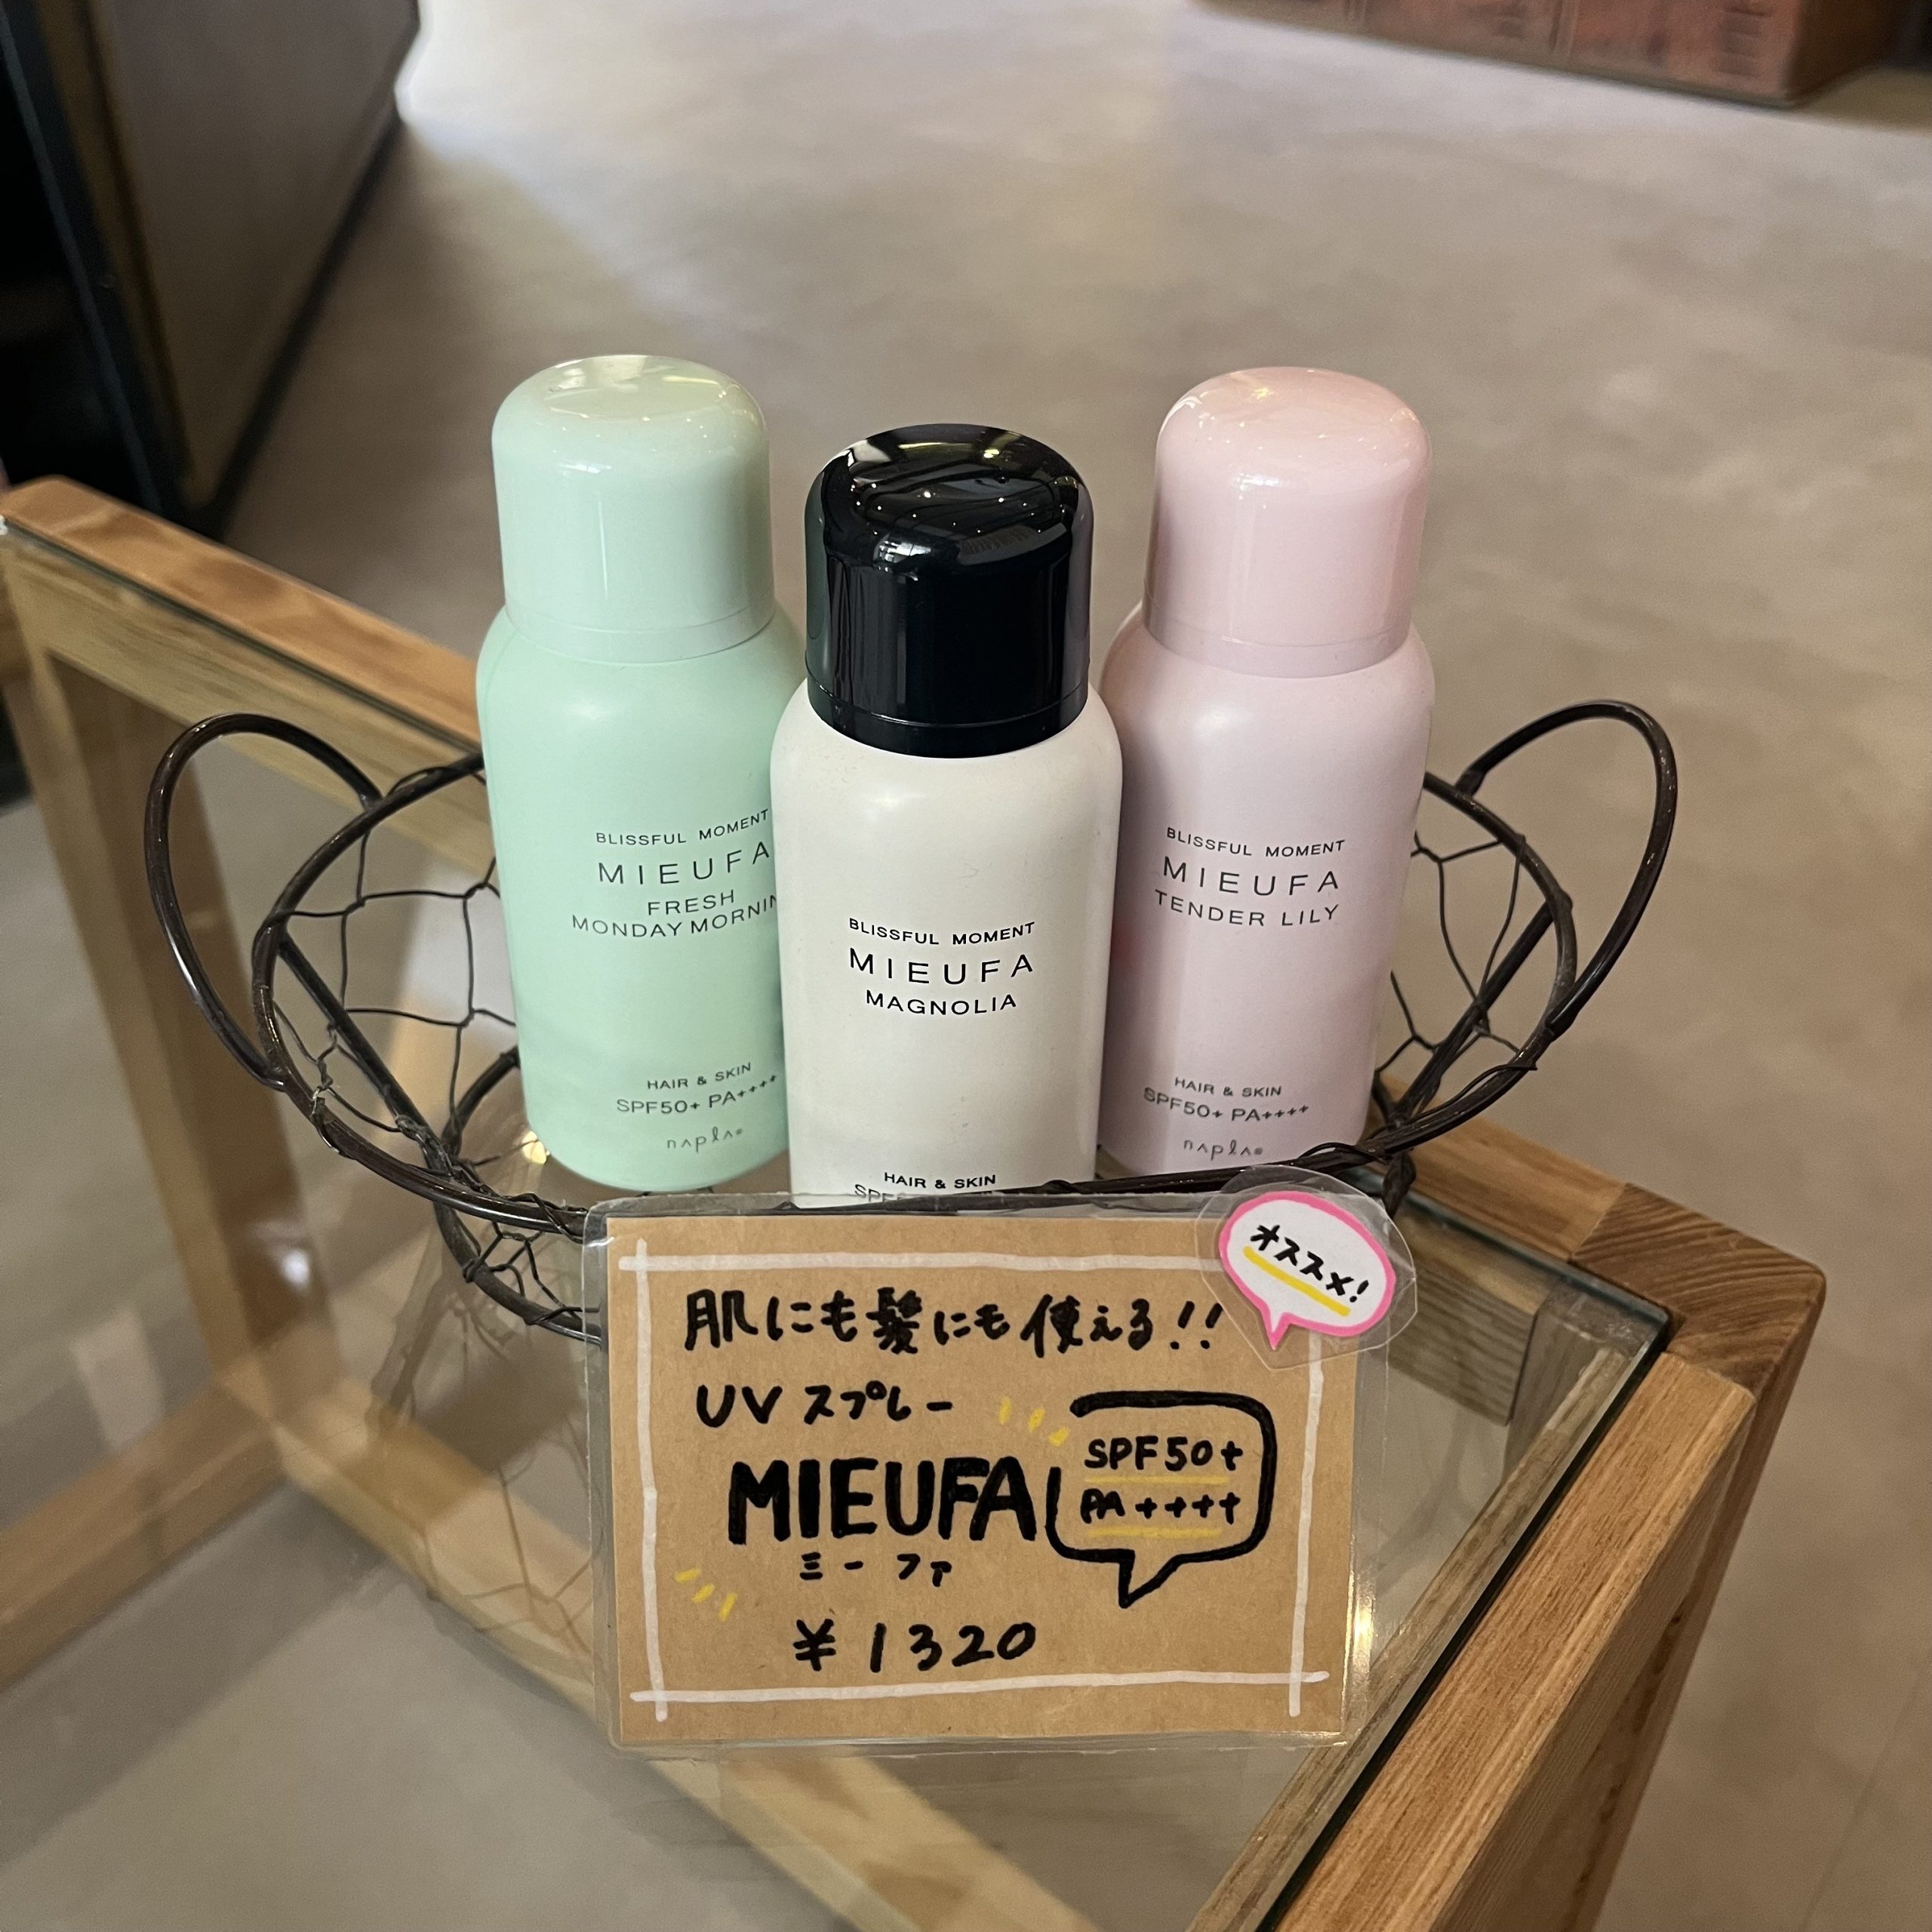 BLISSFUL MOMENT
MIEUFA
FRESH
MONDAY MORNIN
HAIR & SKIN
SPF50+ PA++++
napla
BLISSFUL MOMENT
MIEUFA
MAGNOLIA
HAIR & SKIN
BLISSFUL MOMENT
MIEUFA
TENDER LILY
HAIR & SKIN
SPF50+ PA++++
napla
オススメ!
肌にも髪にも使える!!
UVスプレー
MIEUFA
ミーファ
SPF50+
PA++++
¥1320